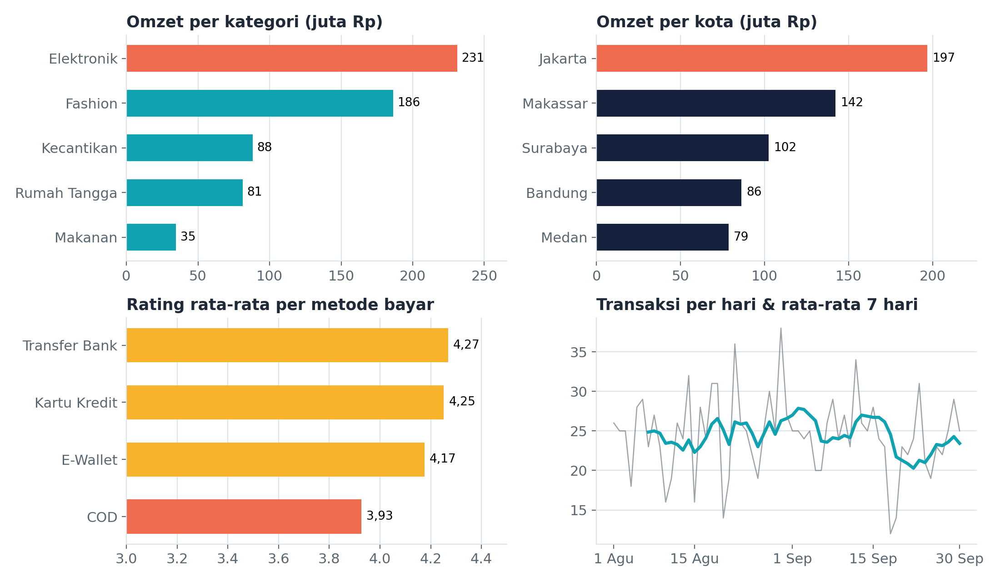 Omzet per kategori (juta Rp)
Elektronik 231
Fashion 186
Kecantikan 88
Rumah Tangga 81
Makanan 35
0 50 100 150 200 250
Omzet per kota (juta Rp)
Jakarta 197
Makassar 142
Surabaya 102
Bandung 86
Medan 79
0 50 100 150 200
Rating rata-rata per metode bayar
Transfer Bank 4,27
Kartu Kredit 4,25
E-Wallet 4,17
COD 3,93
3.0 3.2 3.4 3.6 3.8 4.0 4.2 4.4
Transaksi per hari & rata-rata 7 hari
35
30
25
20
15
1 Agu 15 Agu 1 Sep 15 Sep 30 Sep